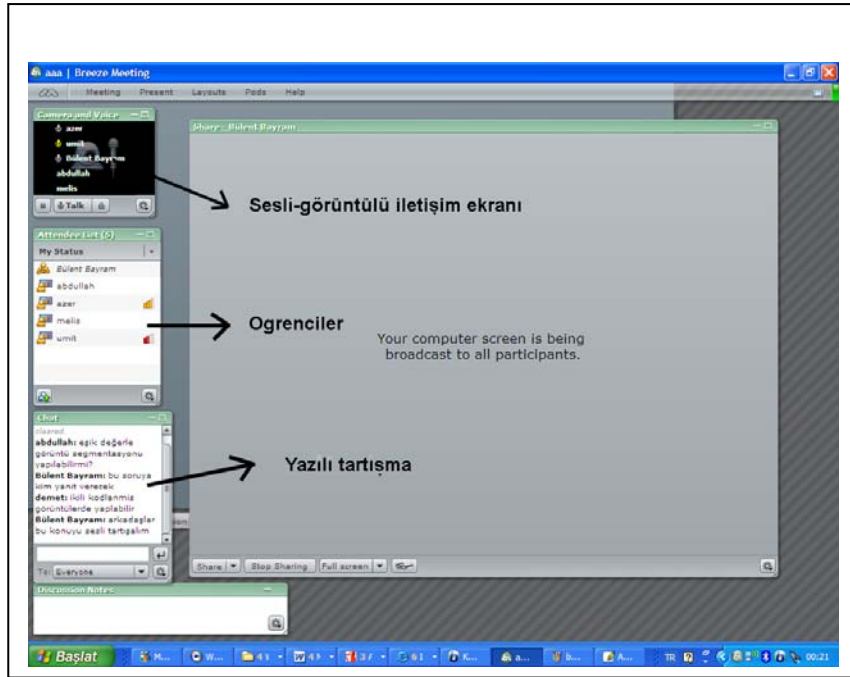 aaa | Breeze Meeting
Meeting Present Layouts Pods Help
Camera and Voice
azer
umit
Bülent Bayram
abdullah
melis
Talk
Attendee List (5)
My Status
Bülent Bayram
abdullah
azer
melis
umit
Chat
cleared.
abdullah: eşik değerle
görüntü segmentasyonu
yapılabilirmi?
Bülent Bayram: bu soruya
kim yanıt verecek
demet: ikili kodlanmis
görüntülerde yapılabilir
Bülent Bayram: arkadaşlar
bu konuyu sesli tartışalım
To: Everyone
Discussion Notes
Share - Bülent Bayram
Sesli-görüntülü iletişim ekranı
Ogrenciler
Your computer screen is being
broadcast to all participants.
Yazılı tartışma
Share Stop Sharing Full screen
Başlat M... W... K... a... b... A... TR 00:21